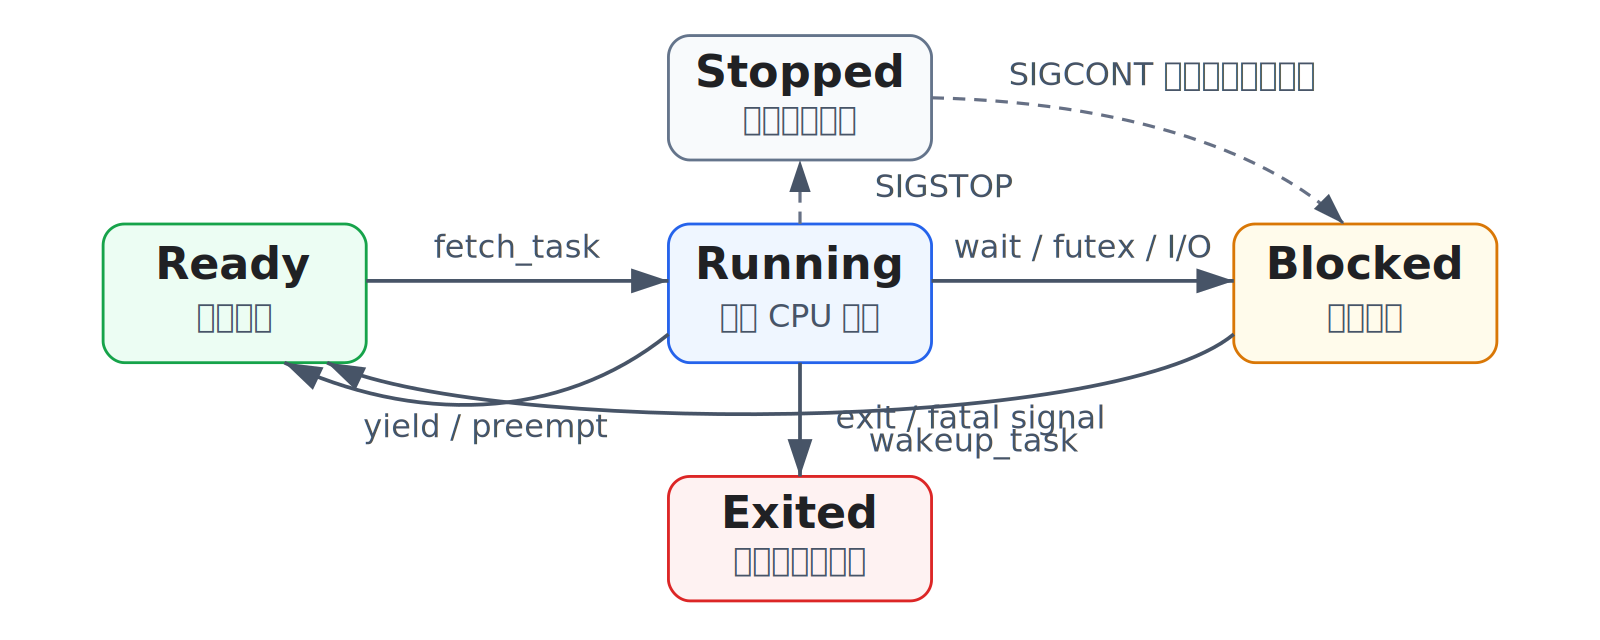 Stopped
SIGCONT
SIGSTOP
Ready
fetch_task
Running
CPU
wait / futex / I/O
Blocked
yield / preempt
exit / fatal signal
wakeup_task
Exited